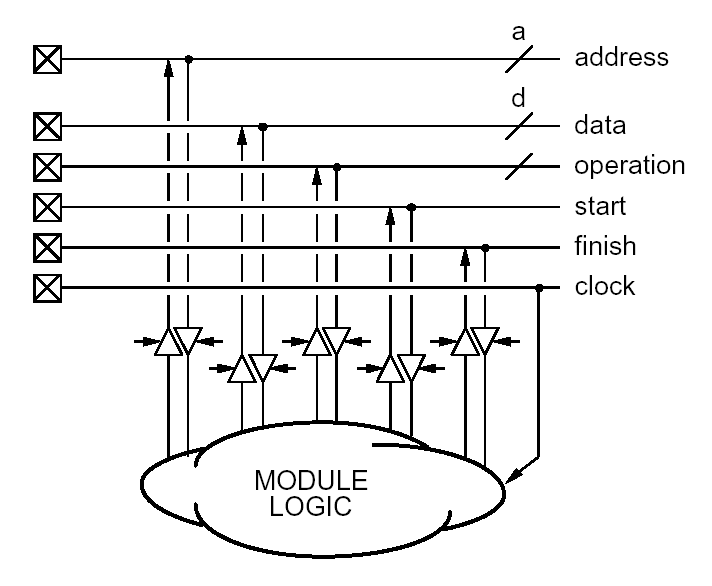 a
address
d
data
operation
start
finish
clock
MODULE
LOGIC